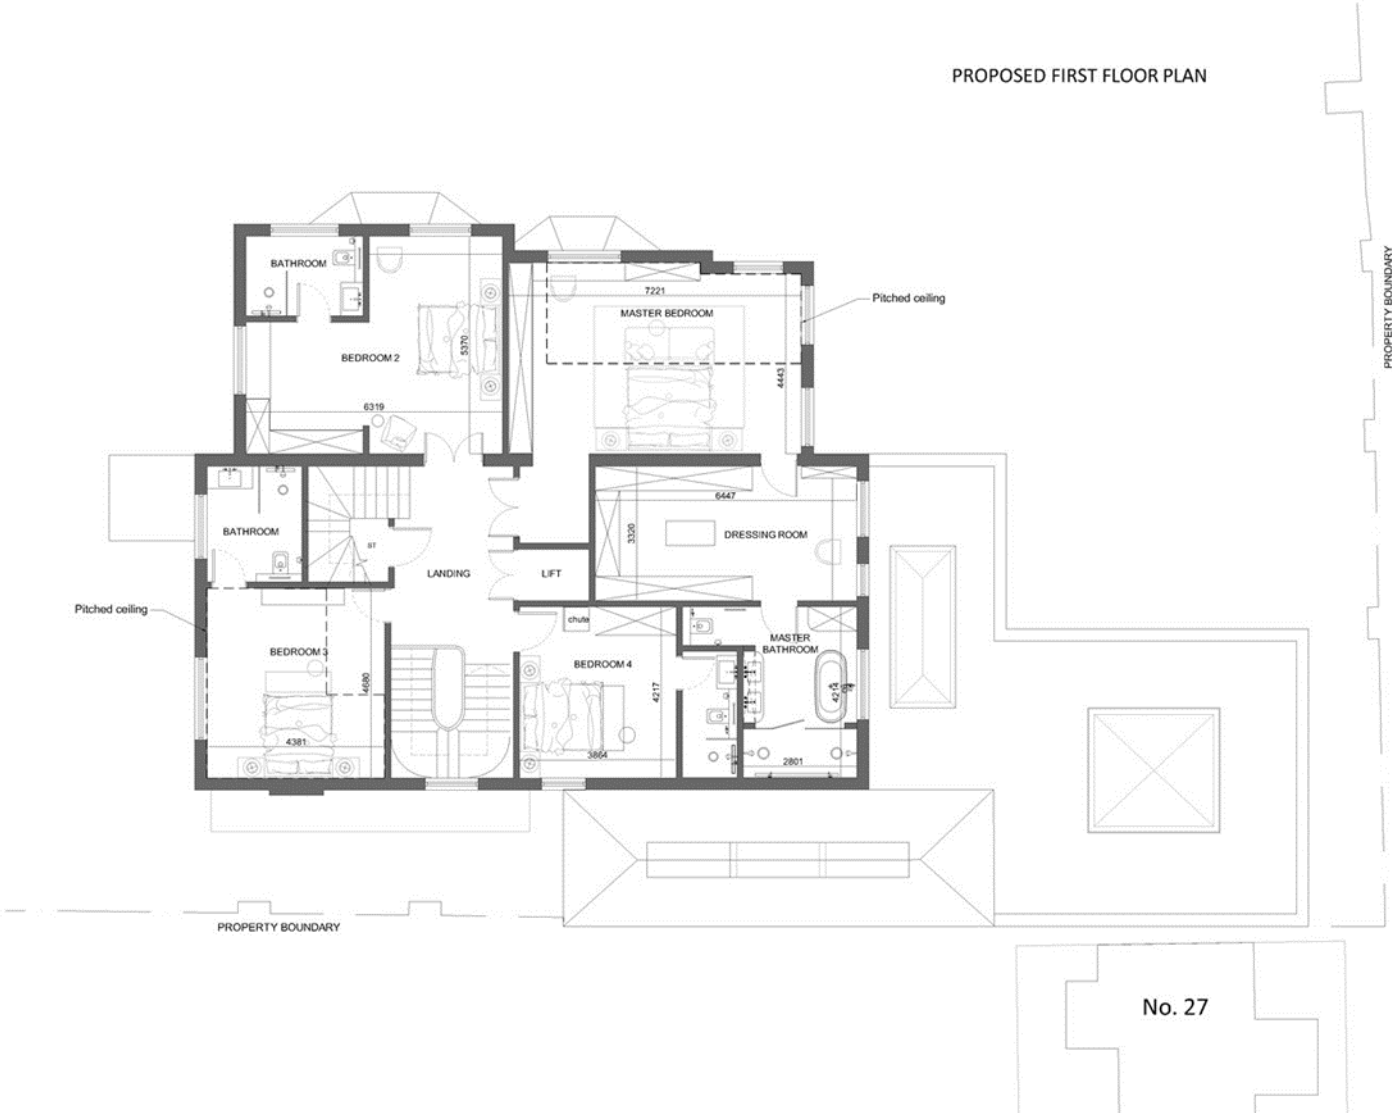 PROPOSED FIRST FLOOR PLAN
PROPERTY BOUNDARY
BATHROOM
7221
Pitched ceiling
MASTER BEDROOM
BEDROOM 2
5370
4443
6319
6447
BATHROOM
3320
DRESSING ROOM
ST
LANDING
LIFT
Pitched ceiling
chute
MASTER
BATHROOM
BEDROOM 3
BEDROOM 4
4680
4217
4214
4381
3864
2801
PROPERTY BOUNDARY
No. 27